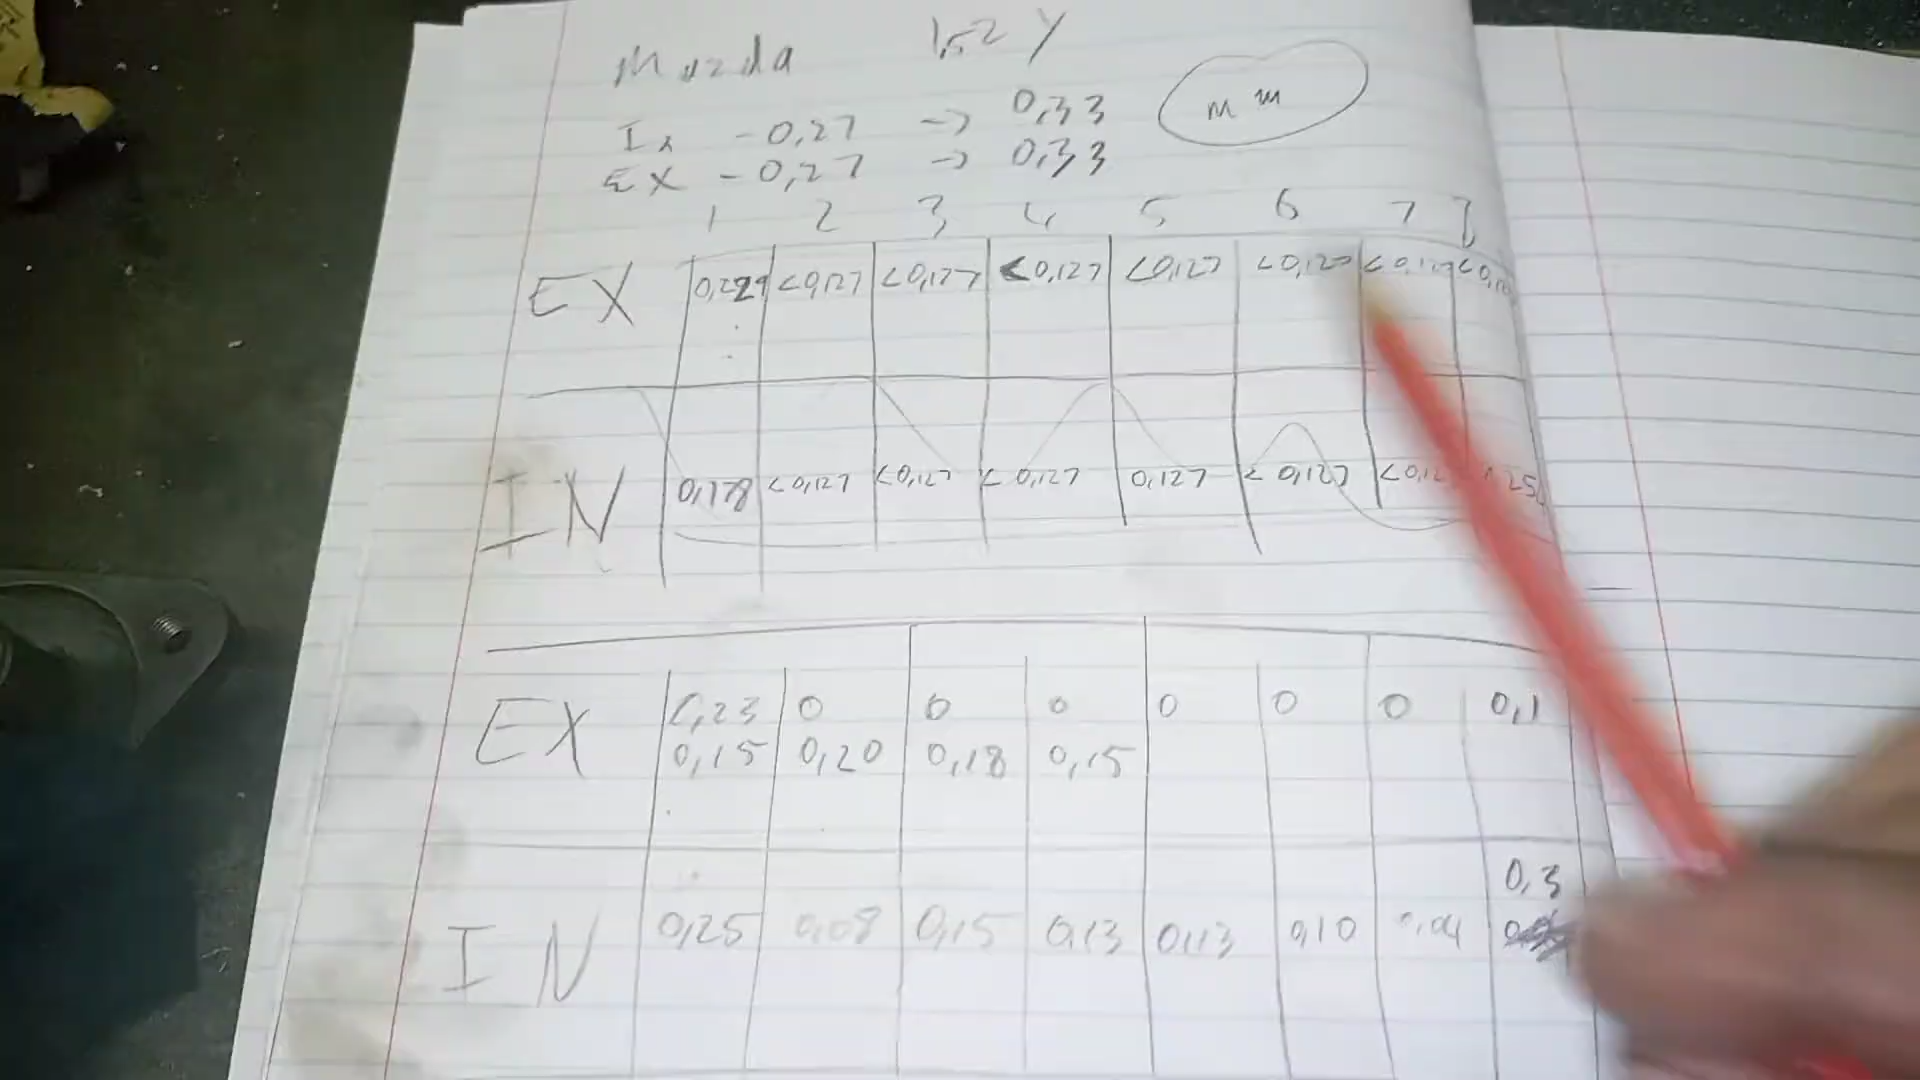 Mazda 1,52 Y
In - 0,27 -> 0,33
mm
EX - 0,27 -> 0,33
1 2 3 4 5 6 7 8
EX 0,229 <0,127 <0,127 <0,127 <0,127 <0,127 <0,127
IN 0,178 <0,127 <0,127 <0,127 0,127 <0,127
EX 0,23 0 0 0 0 0 0 0,1
0,15 0,20 0,18 0,15
0,3
IN 0,25 0,08 0,15 0,13 0,13 0,10 0,04